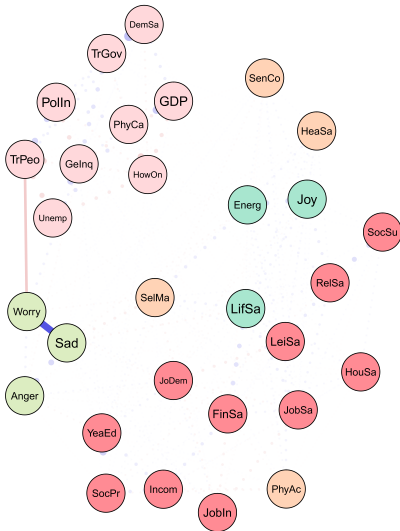 DemSa
TrGov
SenCo
PolIn
GDP
PhyCa
HeaSa
TrPeo
GeInq
HowOn
Energ
Joy
Unemp
SocSu
RelSa
SelMa
LifSa
Worry
Sad
LeiSa
HouSa
JoDem
Anger
FinSa
JobSa
YeaEd
SocPr
Incom
PhyAc
JobIn